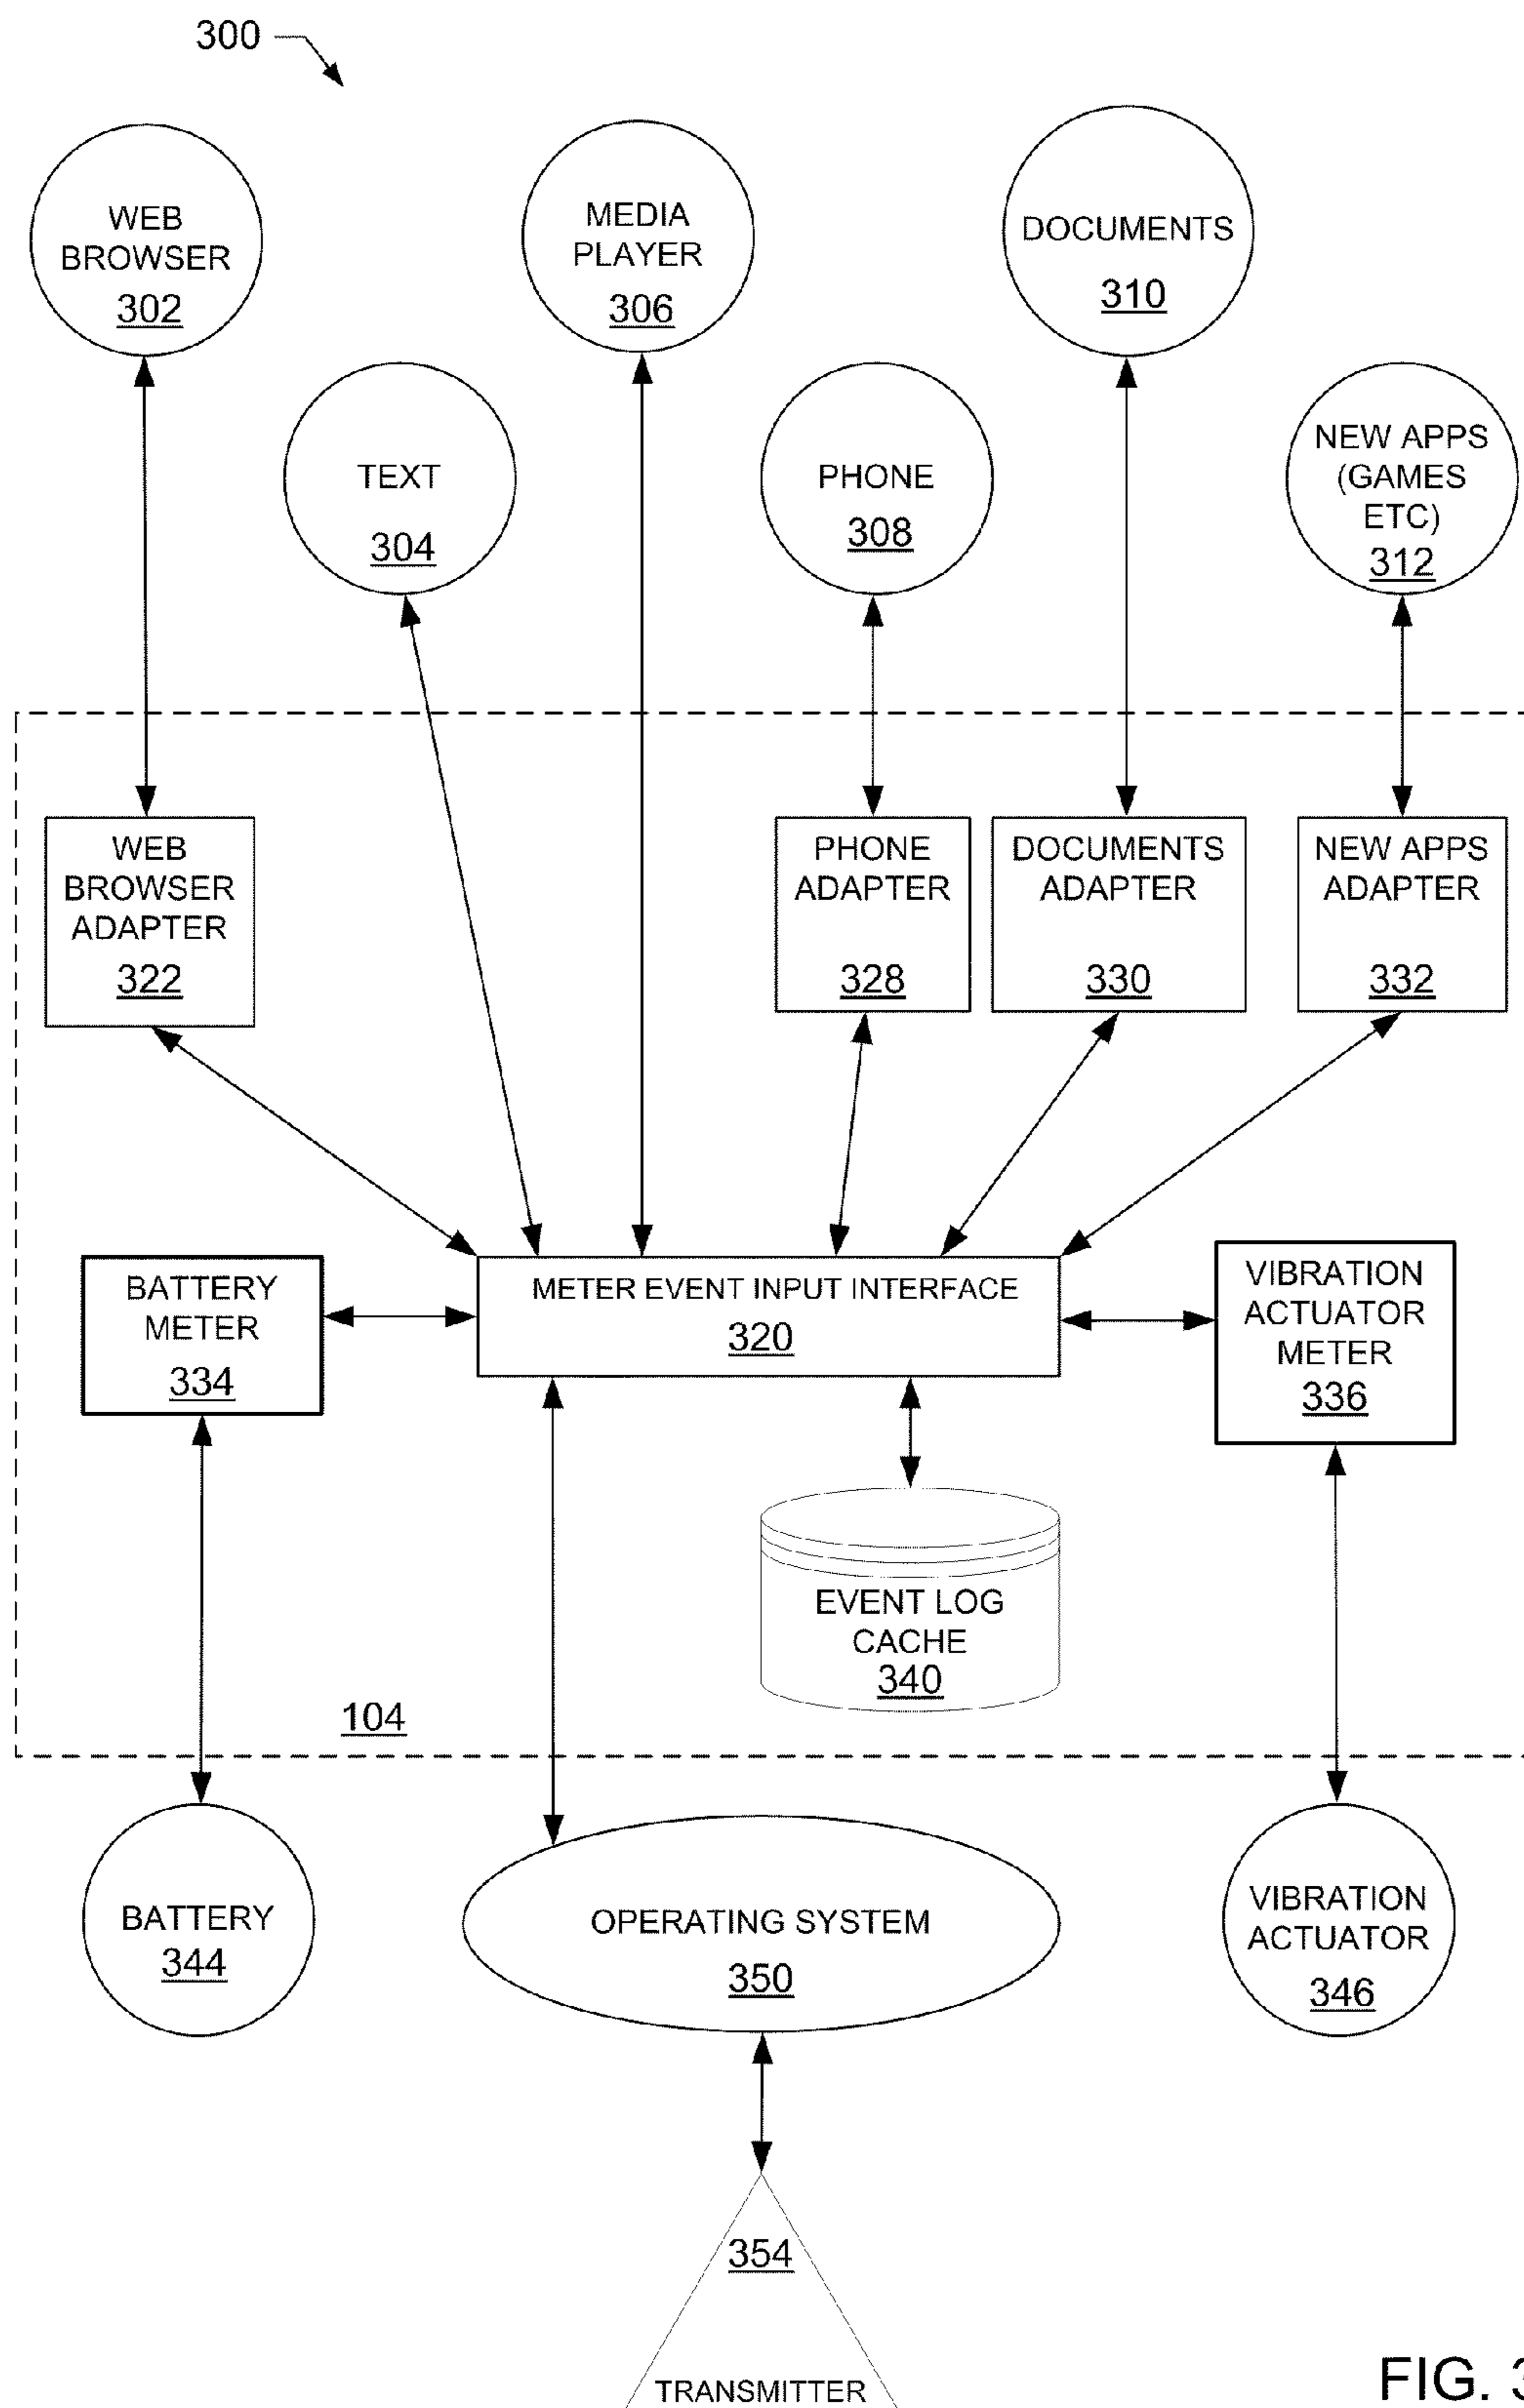 300
WEB
BROWSER
302
MEDIA
PLAYER
306
DOCUMENTS
310
TEXT
304
PHONE
308
NEW APPS
(GAMES
ETC)
312
WEB
BROWSER
ADAPTER
322
PHONE
ADAPTER
328
DOCUMENTS
ADAPTER
330
NEW APPS
ADAPTER
332
BATTERY
METER
334
METER EVENT INPUT INTERFACE
320
VIBRATION
ACTUATOR
METER
336
EVENT LOG
CACHE
340
104
BATTERY
344
OPERATING SYSTEM
350
VIBRATION
ACTUATOR
346
354
TRANSMITTER
FIG. 3